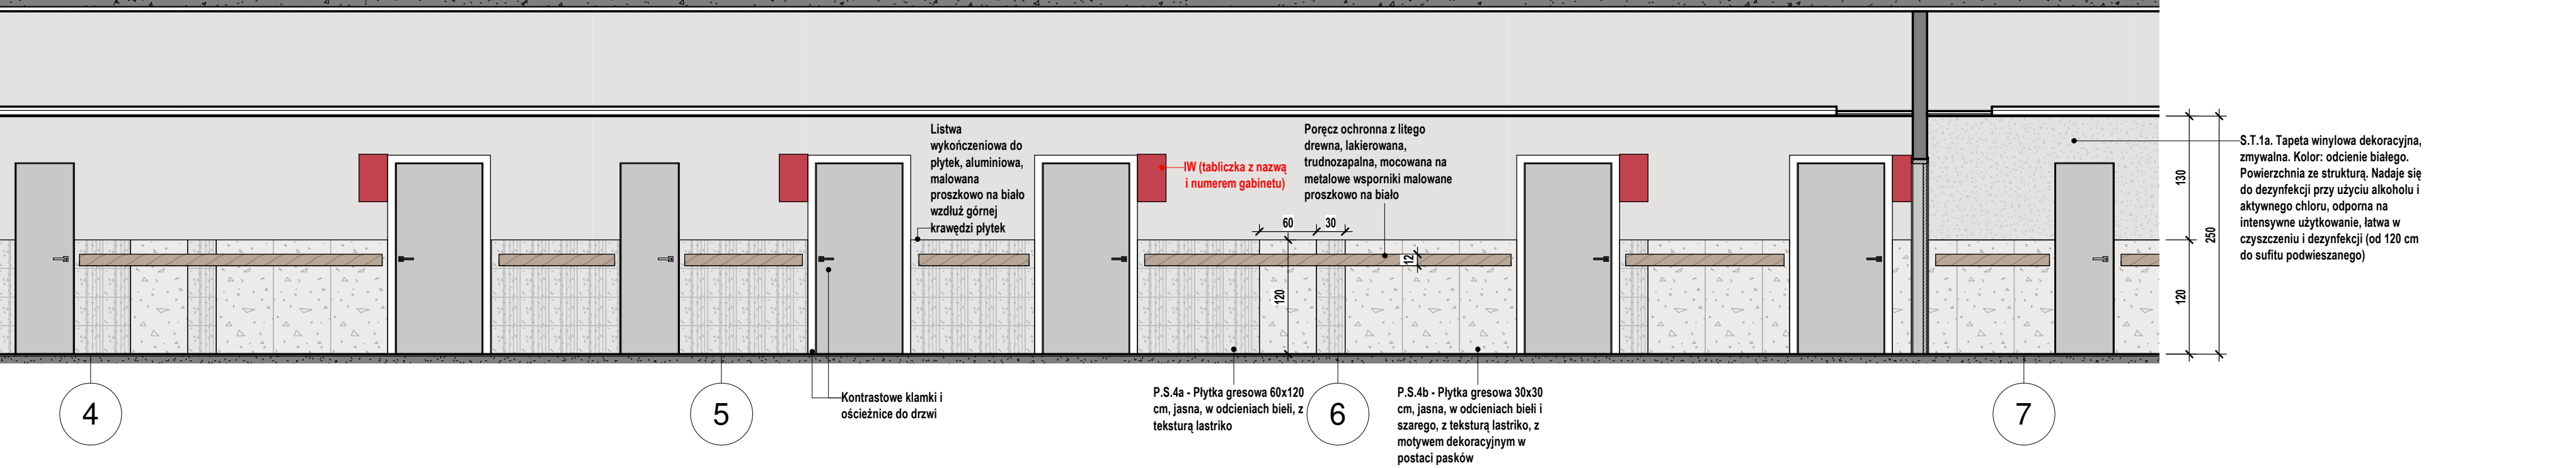 Listwa
wykończeniowa do
płytek, aluminiowa,
malowana
proszkowo na biało
wzdłuż górnej
krawędzi płytek
IW (tabliczka z nazwą
i numerem gabinetu)
Poręcz ochronna z litego
drewna, lakierowana,
trudnozapalna, mocowana na
metalowe wsporniki malowane
proszkowo na biało
60
30
12
120
130
120
250
S.T.1a. Tapeta winylowa dekoracyjna,
zmywalna. Kolor: odcienie białego.
Powierzchnia ze strukturą. Nadaje się
do dezynfekcji przy użyciu alkoholu i
aktywnego chloru, odporna na
intensywne użytkowanie, łatwa w
czyszczeniu i dezynfekcji (od 120 cm
do sufitu podwieszanego)
4
5
Kontrastowe klamki i
ościeżnice do drzwi
P.S.4a - Płytka gresowa 60x120
cm, jasna, w odcieniach bieli, z
teksturą lastriko
6
P.S.4b - Płytka gresowa 30x30
cm, jasna, w odcieniach bieli i
szarego, z teksturą lastriko, z
motywem dekoracyjnym w
postaci pasków
7